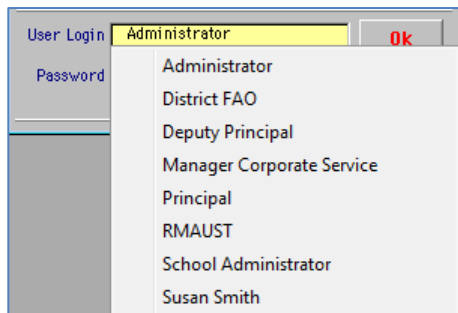 User Login Administrator Ok
Password
Administrator
District FAO
Deputy Principal
Manager Corporate Service
Principal
RMAUST
School Administrator
Susan Smith